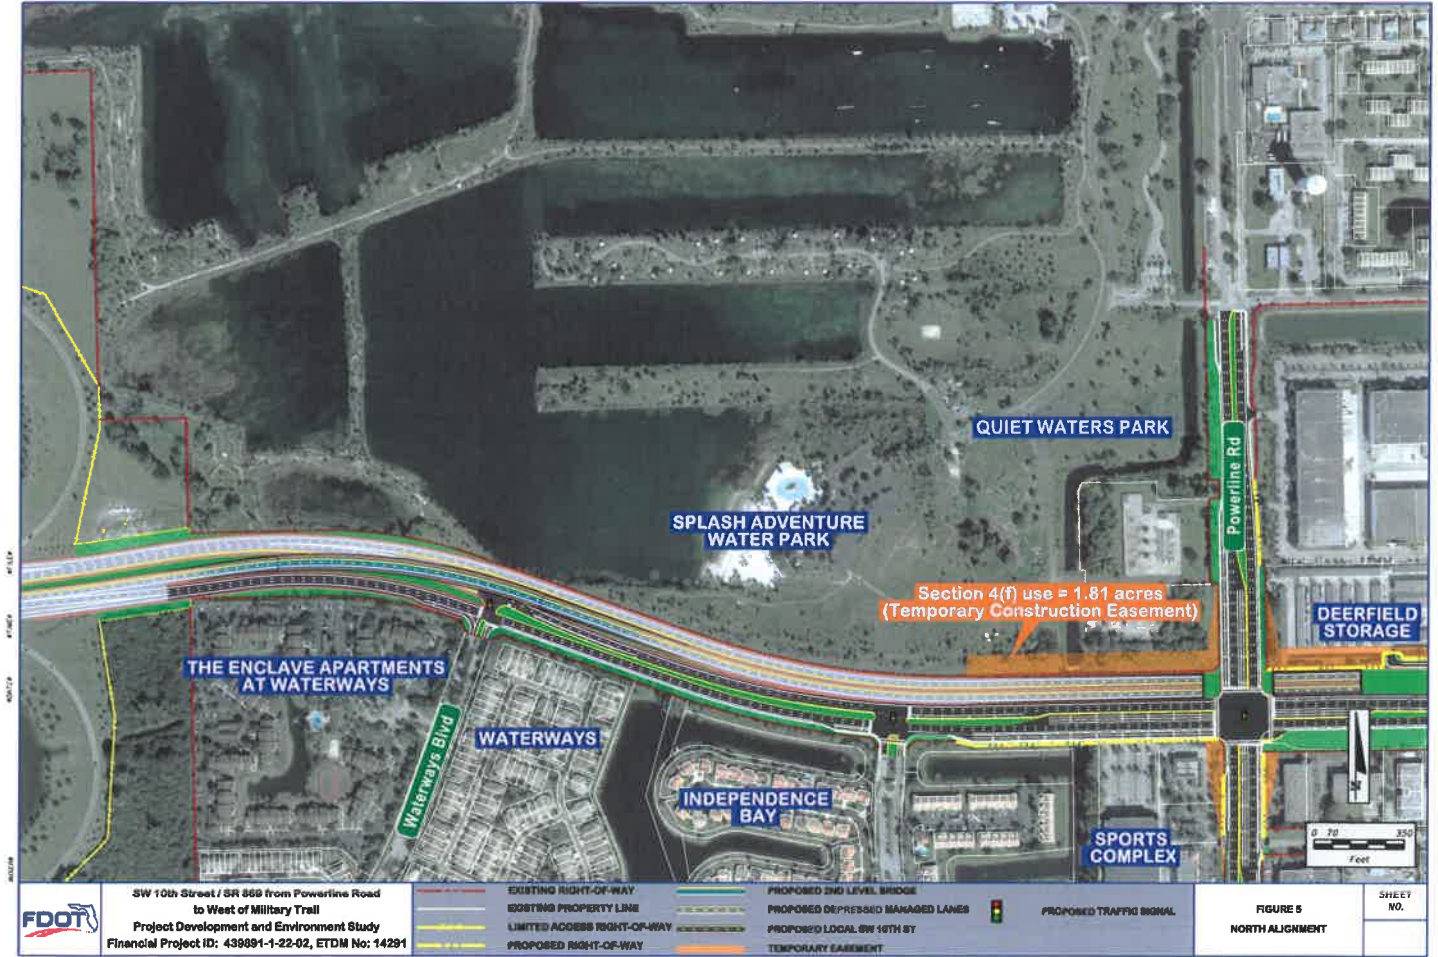 QUIET WATERS PARK
Powerline Rd
SPLASH ADVENTURE
WATER PARK
Section 4(f) use = 1.81 acres
(Temporary Construction Easement)
DEERFIELD
STORAGE
THE ENCLAVE APARTMENTS
AT WATERWAYS
Waterways Blvd
WATERWAYS
INDEPENDENCE
BAY
SPORTS
COMPLEX
0 70 350
Feet
FDOT
SW 10th Street / SR 869 from Powerline Road
to West of Military Trail
Project Development and Environment Study
Financial Project ID: 439891-1-22-02, ETDM No: 14291
EXISTING RIGHT-OF-WAY
EXISTING PROPERTY LINE
LIMITED ACCESS RIGHT-OF-WAY
PROPOSED RIGHT-OF-WAY
PROPOSED 2ND LEVEL BRIDGE
PROPOSED DEPRESSED MANAGED LANES
PROPOSED LOCAL SW 10TH ST
TEMPORARY EASEMENT
PROPOSED TRAFFIC SIGNAL
FIGURE 5
NORTH ALIGNMENT
SHEET
NO.